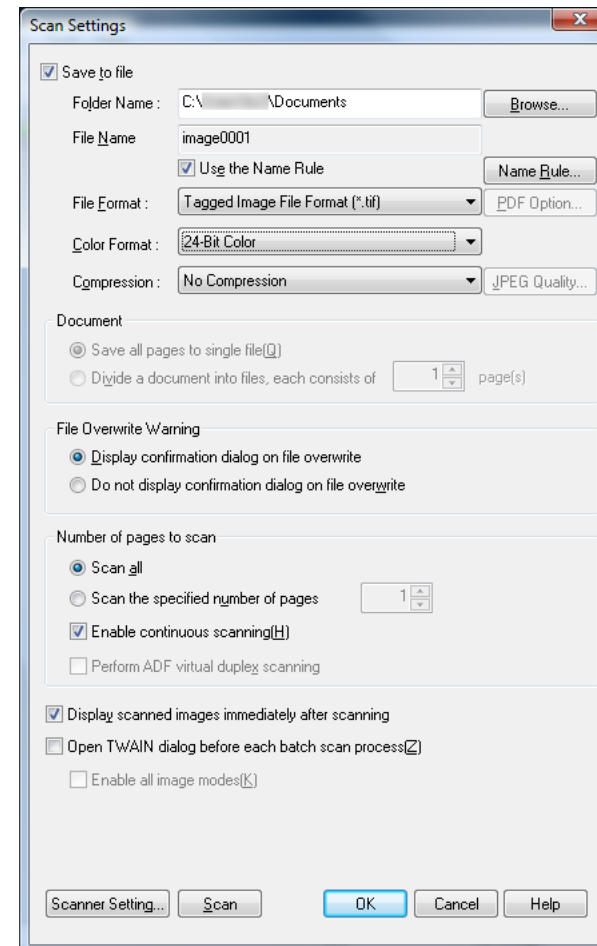 Scan Settings
Save to file
Folder Name : C:\ \Documents Browse...
File Name image0001
Use the Name Rule Name Rule...
File Format : Tagged Image File Format (*.tif) PDF Option...
Color Format : 24-Bit Color
Compression : No Compression JPEG Quality...
Document
Save all pages to single file(Q)
Divide a document into files, each consists of 1 page(s)
File Overwrite Warning
Display confirmation dialog on file overwrite
Do not display confirmation dialog on file overwrite
Number of pages to scan
Scan all
Scan the specified number of pages 1
Enable continuous scanning(H)
Perform ADF virtual duplex scanning
Display scanned images immediately after scanning
Open TWAIN dialog before each batch scan process(Z)
Enable all image modes(K)
Scanner Setting... Scan OK Cancel Help